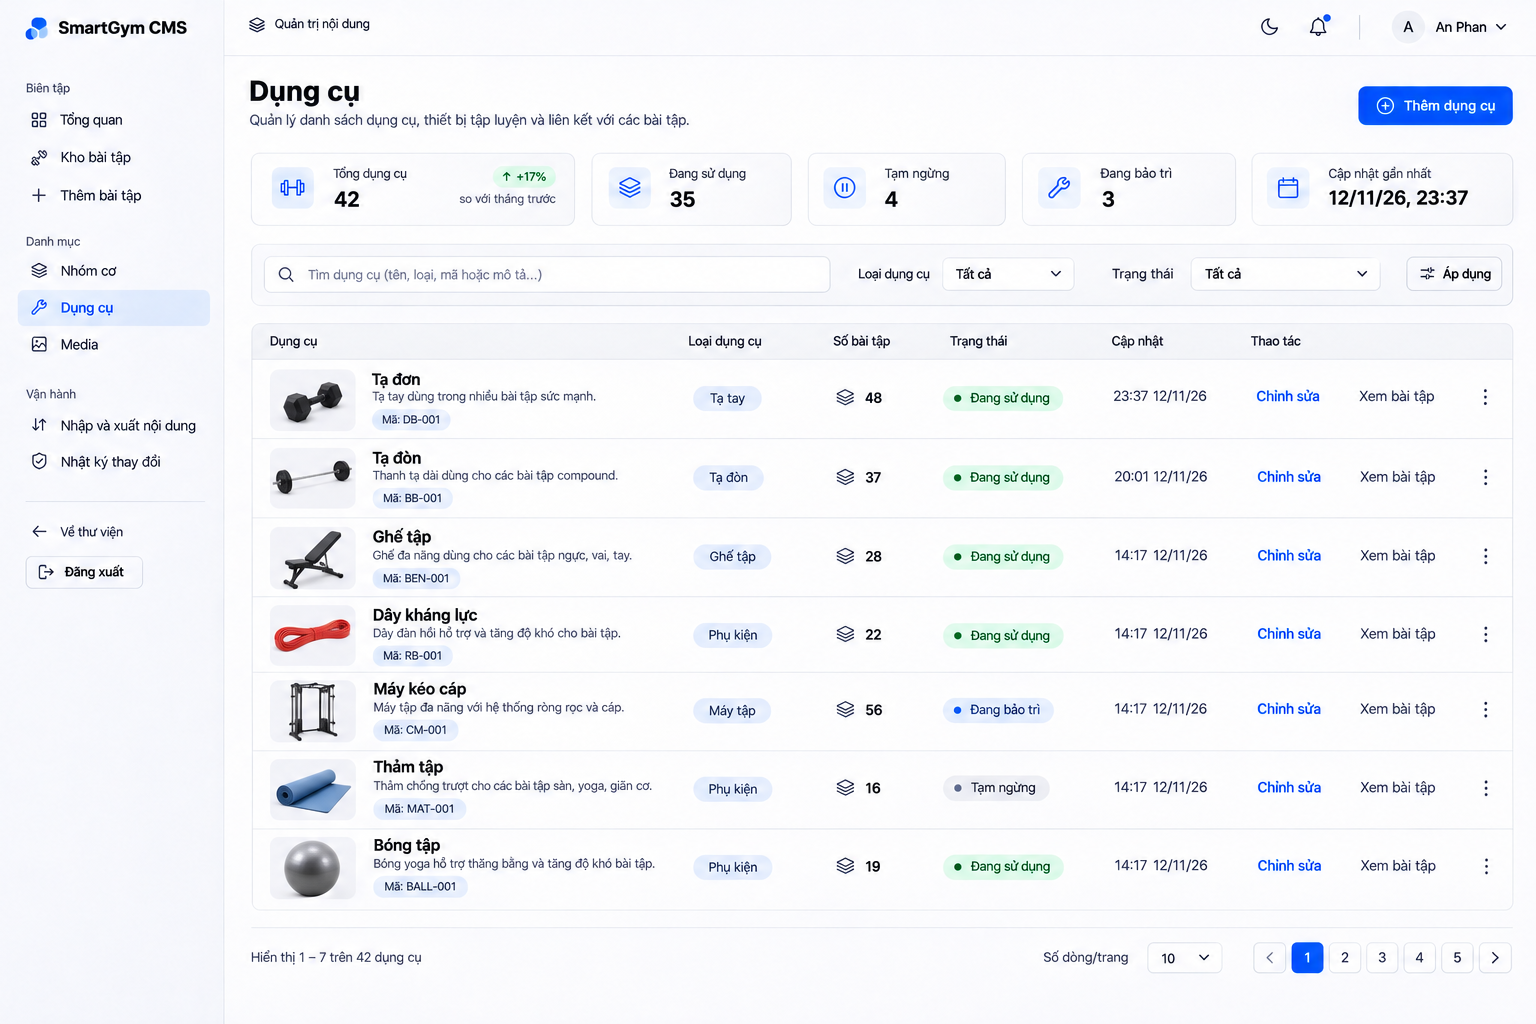 SmartGym CMS
Quản trị nội dung
A
An Phan
Biên tập
Tổng quan
Kho bài tập
Thêm bài tập
Danh mục
Nhóm cơ
Dụng cụ
Media
Vận hành
Nhập và xuất nội dung
Nhật ký thay đổi
Về thư viện
Đăng xuất
Dụng cụ
Quản lý danh sách dụng cụ, thiết bị tập luyện và liên kết với các bài tập.
Thêm dụng cụ
Tổng dụng cụ
42
+17%
so với tháng trước
Đang sử dụng
35
Tạm ngừng
4
Đang bảo trì
3
Cập nhật gần nhất
12/11/26, 23:37
Tìm dụng cụ (tên, loại, mã hoặc mô tả...)
Loại dụng cụ
Tất cả
Trạng thái
Tất cả
Áp dụng
Dụng cụ
Loại dụng cụ
Số bài tập
Trạng thái
Cập nhật
Thao tác
Tạ đơn
Tạ tay dùng trong nhiều bài tập sức mạnh.
Mã: DB-001
Tạ tay
48
Đang sử dụng
23:37 12/11/26
Chỉnh sửa
Xem bài tập
Tạ đòn
Thanh tạ dài dùng cho các bài tập compound.
Mã: BB-001
Tạ đòn
37
Đang sử dụng
20:01 12/11/26
Chỉnh sửa
Xem bài tập
Ghế tập
Ghế đa năng dùng cho các bài tập ngực, vai, tay.
Mã: BEN-001
Ghế tập
28
Đang sử dụng
14:17 12/11/26
Chỉnh sửa
Xem bài tập
Dây kháng lực
Dây đàn hồi hỗ trợ và tăng độ khó cho bài tập.
Mã: RB-001
Phụ kiện
22
Đang sử dụng
14:17 12/11/26
Chỉnh sửa
Xem bài tập
Máy kéo cáp
Máy tập đa năng với hệ thống ròng rọc và cáp.
Mã: CM-001
Máy tập
56
Đang bảo trì
14:17 12/11/26
Chỉnh sửa
Xem bài tập
Thảm tập
Thảm chống trượt cho các bài tập sàn, yoga, giãn cơ.
Mã: MAT-001
Phụ kiện
16
Tạm ngừng
14:17 12/11/26
Chỉnh sửa
Xem bài tập
Bóng tập
Bóng yoga hỗ trợ thăng bằng và tăng độ khó bài tập.
Mã: BALL-001
Phụ kiện
19
Đang sử dụng
14:17 12/11/26
Chỉnh sửa
Xem bài tập
Hiển thị 1 – 7 trên 42 dụng cụ
Số dòng/trang
10
1
2
3
4
5